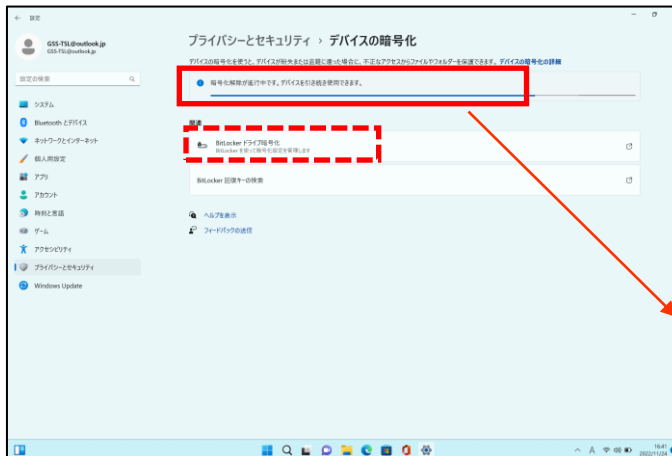 設定
GSS-TSL@outlook.jp
GSS-TSL@outlook.jp
設定の検索
システム
Bluetooth とデバイス
ネットワークとインターネット
個人用設定
アプリ
アカウント
時刻と言語
ゲーム
アクセシビリティ
プライバシーとセキュリティ
Windows Update
プライバシーとセキュリティ › デバイスの暗号化
デバイスの暗号化を使うと、デバイスが紛失または盗難に遭った場合に、不正なアクセスからファイルやフォルダーを保護できます。デバイスの暗号化の詳細
暗号化解除が進行中です。デバイスを引き続き使用できます。
関連
BitLocker ドライブ暗号化
BitLocker を使って暗号化設定を管理します
BitLocker 回復キーの検索
ヘルプを表示
フィードバックの送信
A
16:41
2022/11/24